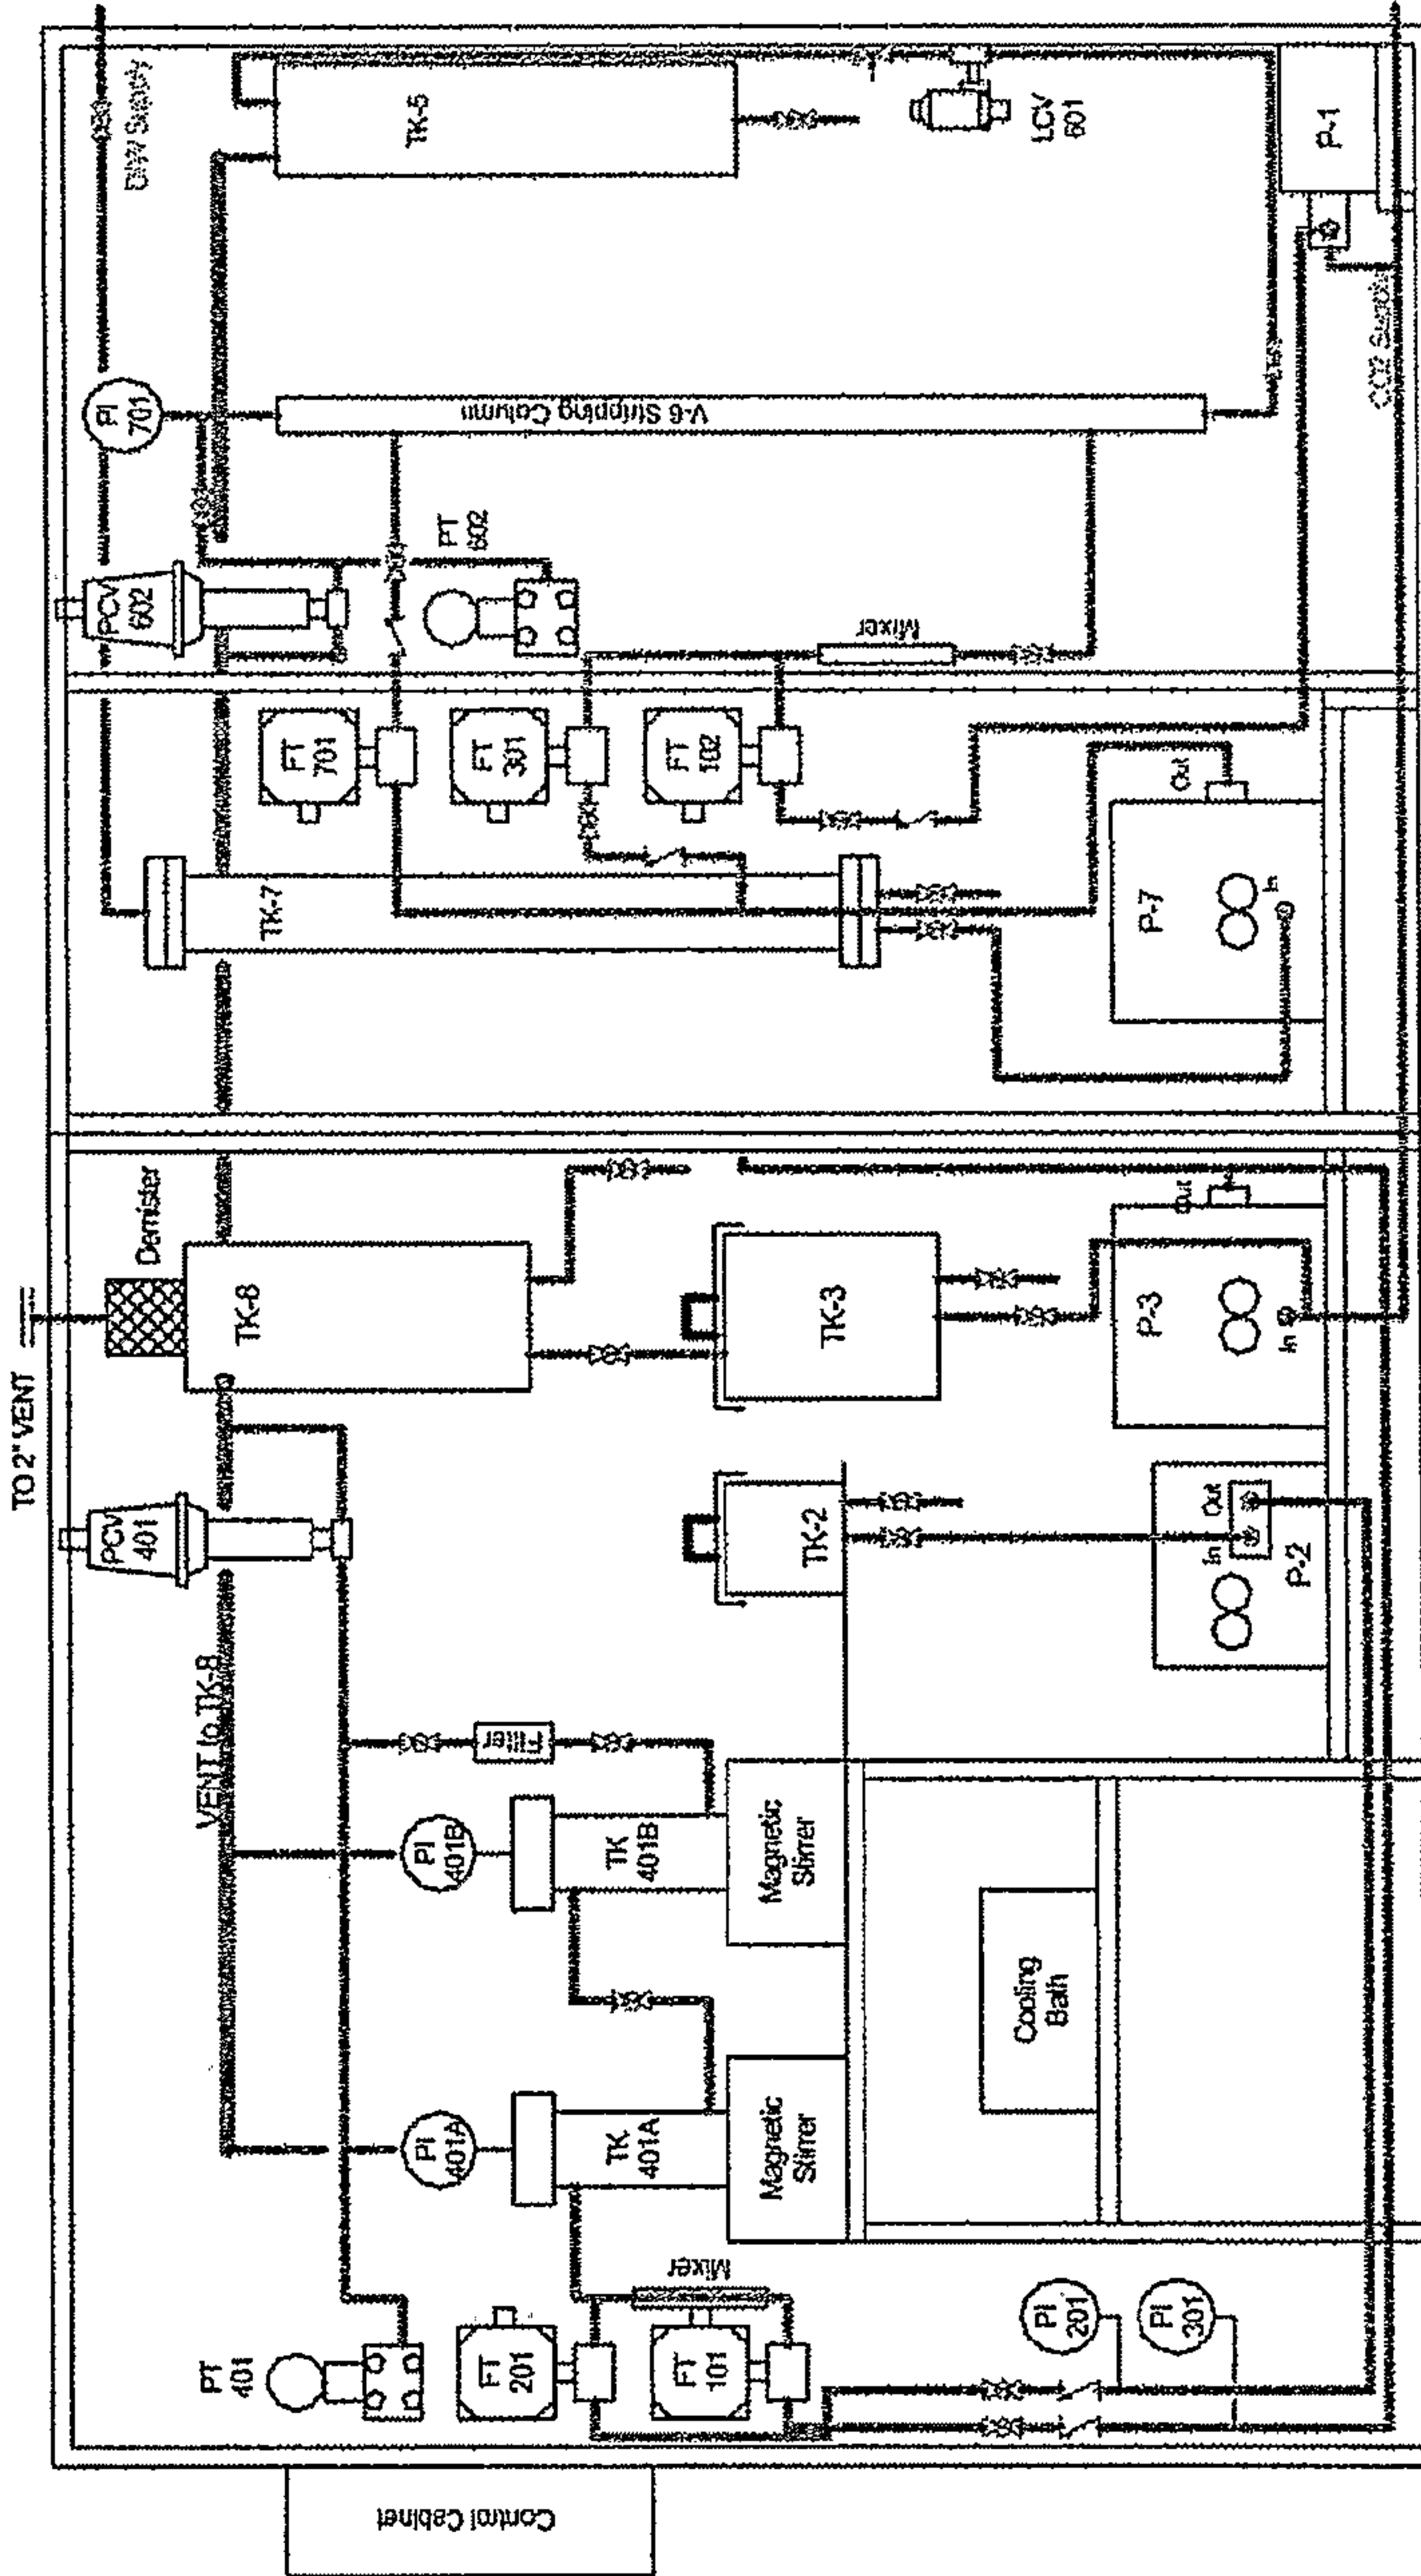 TO 2" VENT
Demister
DIW Supply
PI
701
PCV
602
PCV
401
TK-8
VENT to TK-8
TK-7
FT
701
FT
301
FT
102
PT
602
V-6 Stripping Column
TK-5
LCV
601
Mixer
P-1
CO2 Supply
PT
401
PI
401A
PI
401B
Filter
TK
401A
TK
401B
Magnetic
Stirrer
Magnetic
Stirrer
TK-2
TK-3
FT
201
FT
101
Mixer
Control Cabinet
Cooling
Bath
PI
201
PI
301
In
Out
P-2
P-3
In
Out
P-7
In
Out